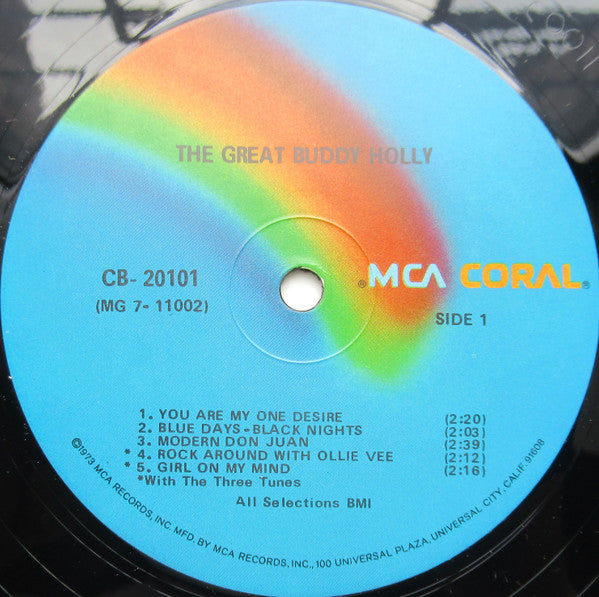 THE GREAT BUDDY HOLLY
CB-20101
(MG 7-11002)
®MCA CORAL®
SIDE 1
1. YOU ARE MY ONE DESIRE (2:20)
2. BLUE DAYS-BLACK NIGHTS (2:03)
3. MODERN DON JUAN (2:39)
* 4. ROCK AROUND WITH OLLIE VEE (2:12)
* 5. GIRL ON MY MIND (2:16)
*With The Three Tunes
All Selections BMI
©1973 MCA RECORDS, INC. MFD. BY MCA RECORDS, INC., 100 UNIVERSAL PLAZA, UNIVERSAL CITY, CALIF. 91608